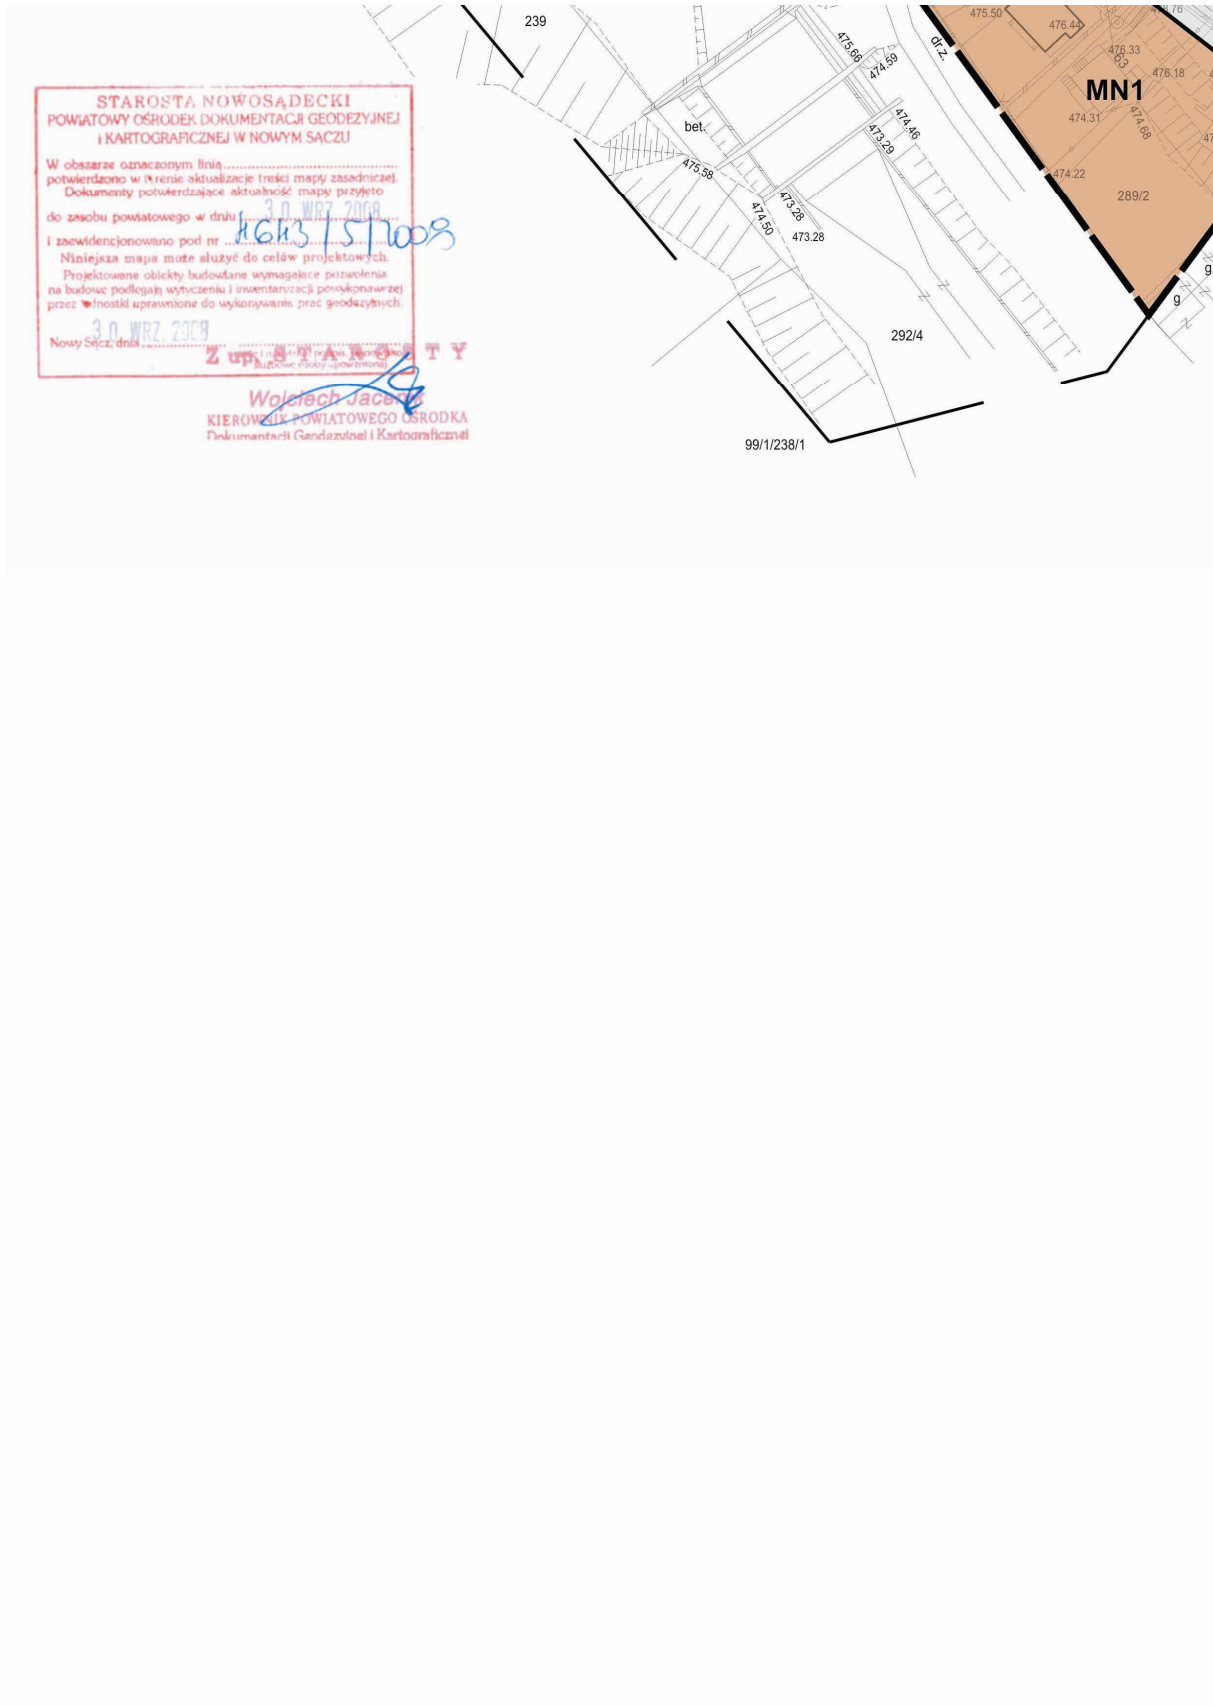 STAROSTA NOWOSĄDECKI
POWIATOWY OŚRODEK DOKUMENTACJI GEODEZYJNEJ
i KARTOGRAFICZNEJ W NOWYM SĄCZU
W obszarze oznaczonym linią
potwierdzono w terenie aktualizacje treści mapy zasadniczej.
Dokumenty potwierdzające aktualność mapy przyjęto
do zasobu powiatowego w dniu 30. WRZ. 2008
i zaewidencjonowano pod nr
Niniejsza mapa może służyć do celów projektowych.
Projektowane obiekty budowlane wymagające pozwolenia
na budowę podlegają wytyczeniu i inwentaryzacji powykonawczej
przez jednostki uprawnione do wykonywania prac geodezyjnych.
Nowy Sącz, dnia 30. WRZ. 2008
Z up. STAROSTY
Wojciech
KIEROWNIK POWIATOWEGO OŚRODKA
Dokumentacji Geodezyjnej i Kartograficznej
239
475.50
476.44
476.33
476.18
MN1
63
474.31
474.68
474.22
289/2
dr.z.
475.66
474.59
474.46
473.29
bet.
475.58
473.28
474.50
473.28
292/4
99/1/238/1
g
g